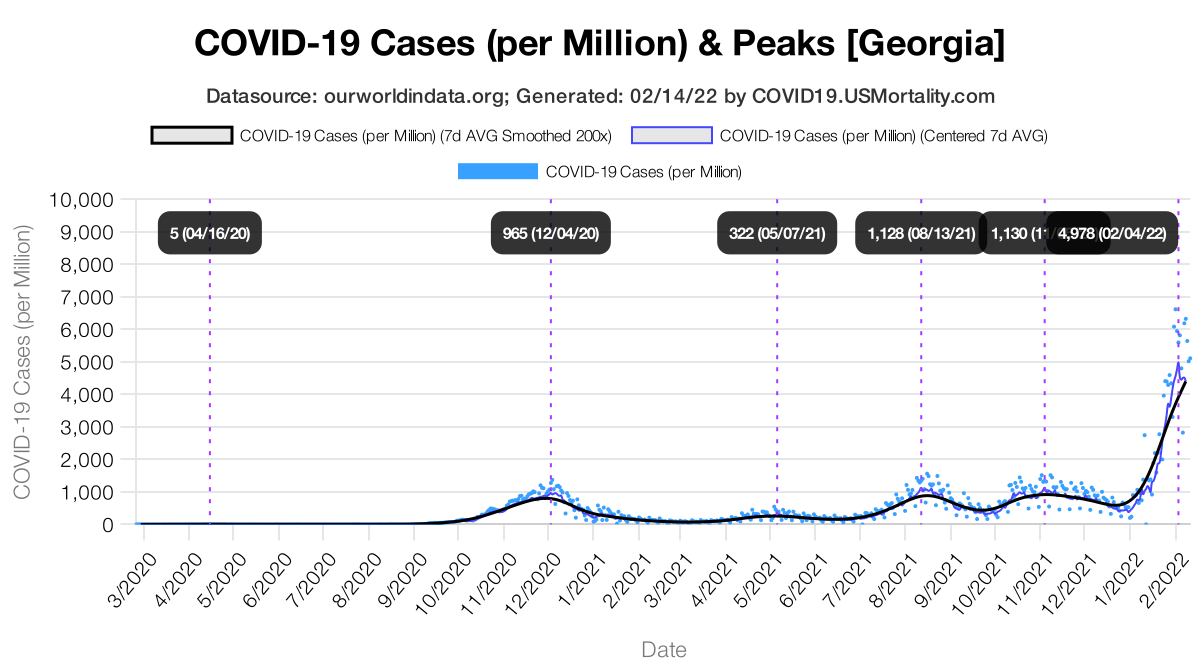 COVID-19 Cases (per Million) & Peaks [Georgia]
Datasource: ourworldindata.org; Generated: 02/14/22 by COVID19.USMortality.com
COVID-19 Cases (per Million) (7d AVG Smoothed 200x) COVID-19 Cases (per Million) (Centered 7d AVG)
COVID-19 Cases (per Million)
10,000
5 (04/16/20) 965 (12/04/20) 322 (05/07/21) 1,128 (08/13/21) 1,130 (11/ 4,978 (02/04/22)
9,000
8,000
7,000
6,000
5,000
4,000
3,000
2,000
1,000
0
COVID-19 Cases (per Million)
3/2020 4/2020 5/2020 6/2020 7/2020 8/2020 9/2020 10/2020 11/2020 12/2020 1/2021 2/2021 3/2021 4/2021 5/2021 6/2021 7/2021 8/2021 9/2021 10/2021 11/2021 12/2021 1/2022 2/2022
Date